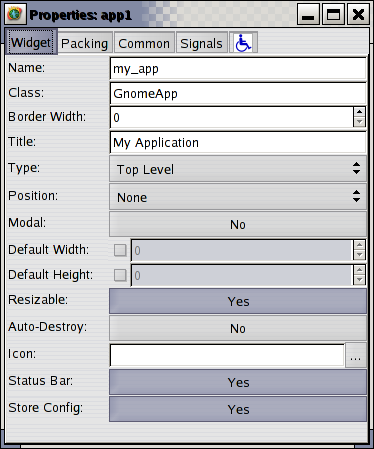 Properties: app1
Widget Packing Common Signals
Name: my_app
Class: GnomeApp
Border Width: 0
Title: My Application
Type: Top Level
Position: None
Modal: No
Default Width: 0
Default Height: 0
Resizable: Yes
Auto-Destroy: No
Icon: ...
Status Bar: Yes
Store Config: Yes